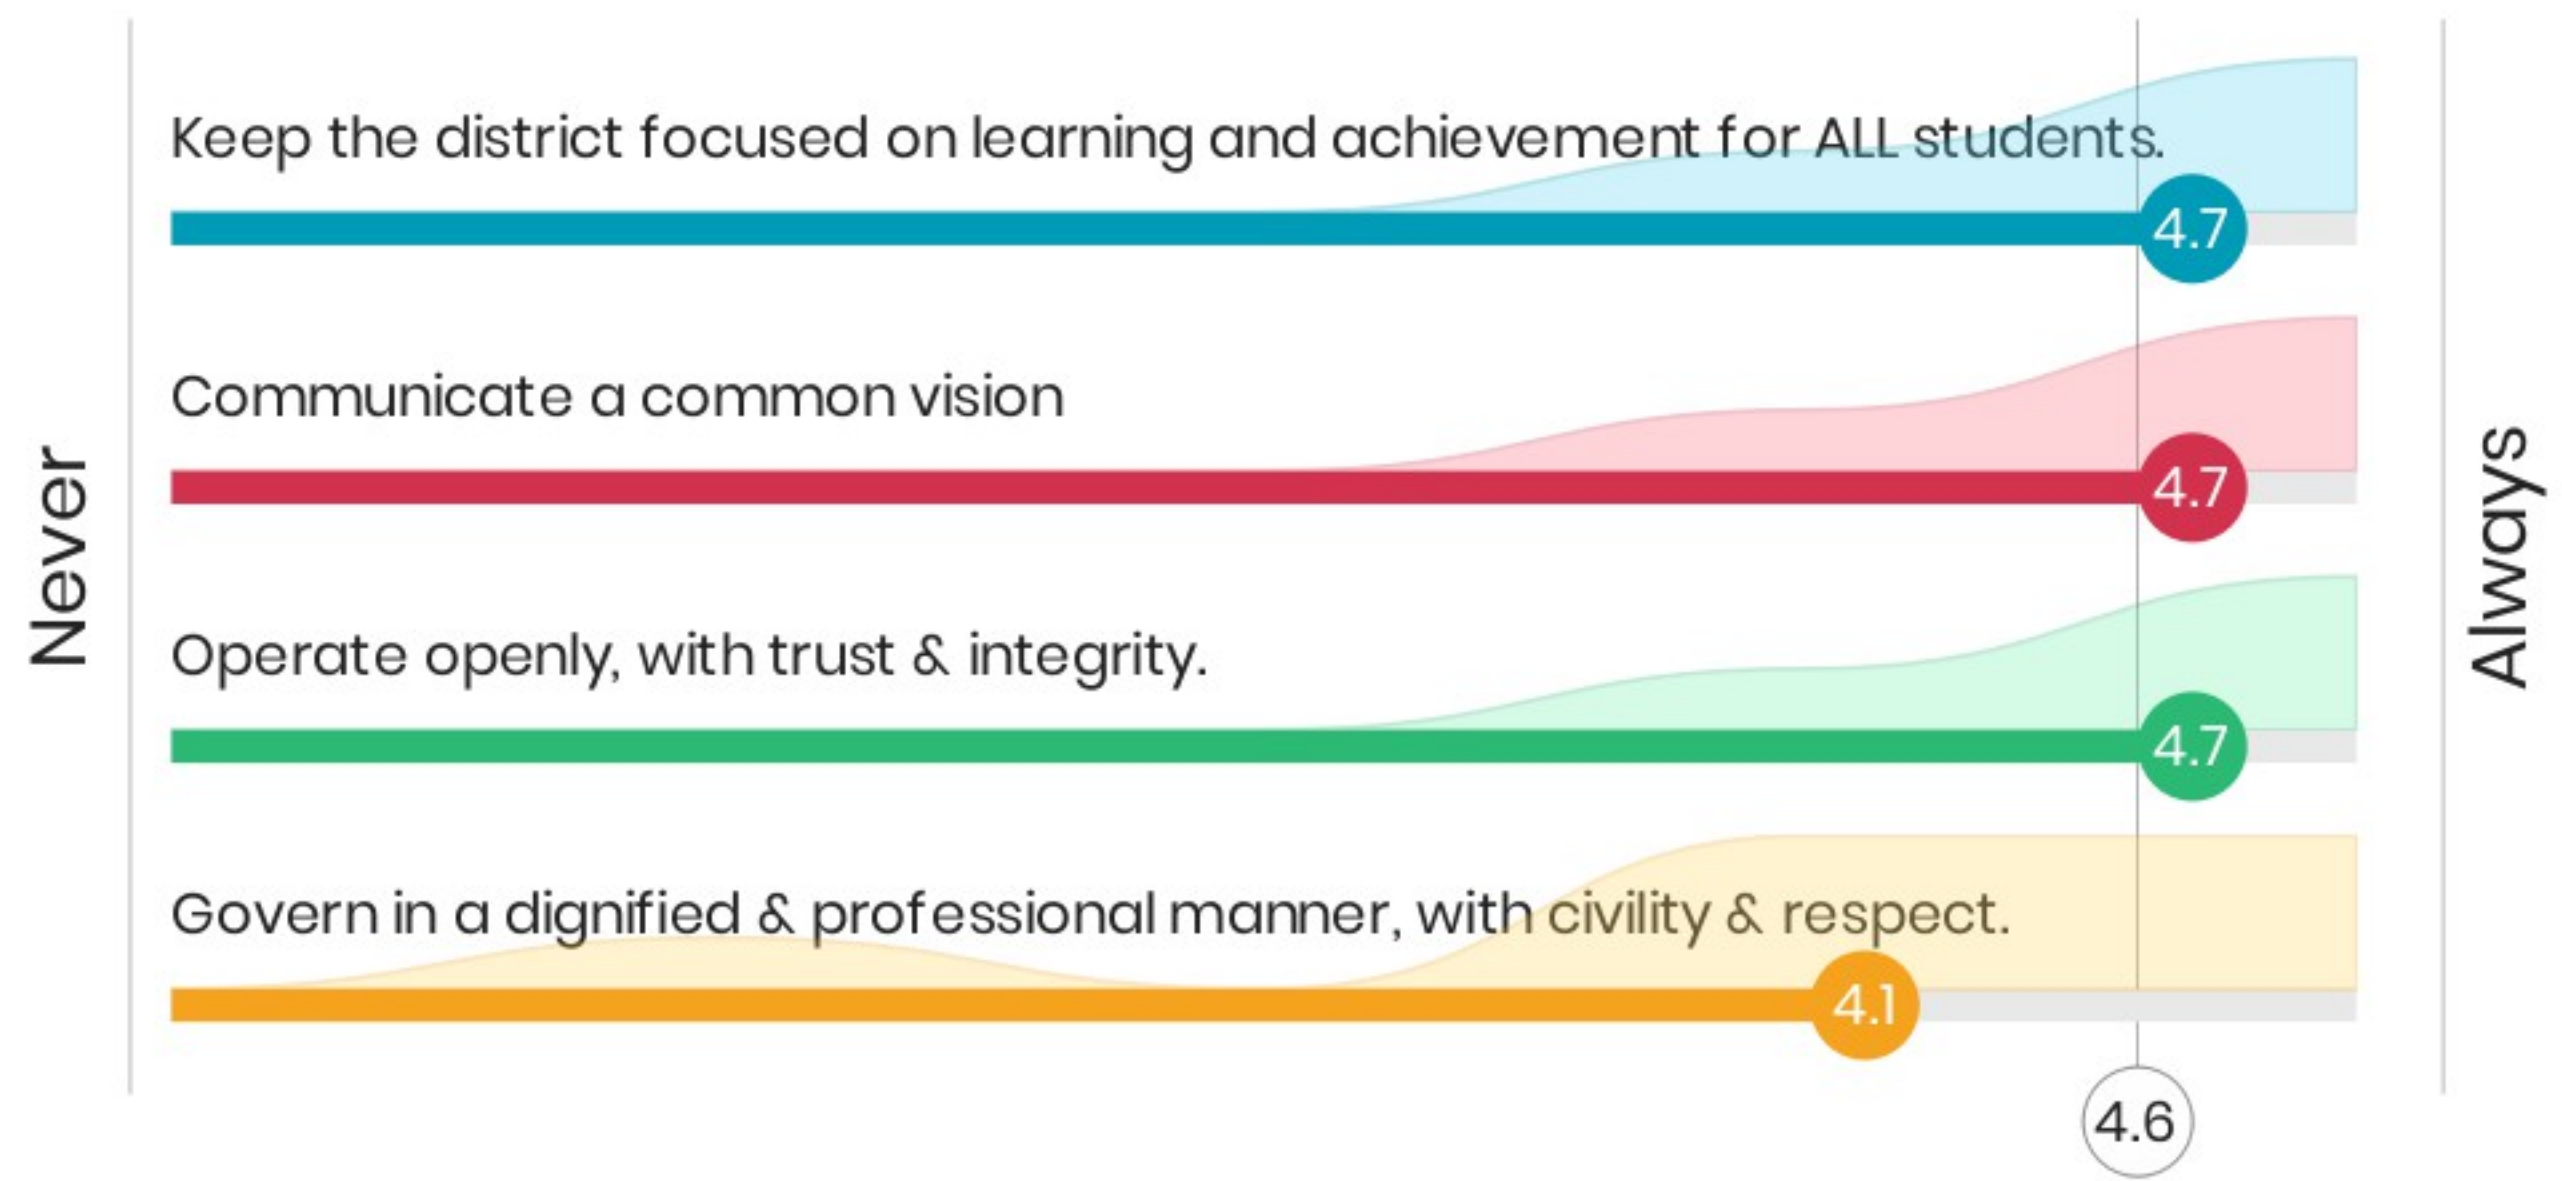 Never
Keep the district focused on learning and achievement for ALL students.
4.7
Communicate a common vision
4.7
Operate openly, with trust & integrity.
4.7
Govern in a dignified & professional manner, with civility & respect.
4.1
4.6
Always